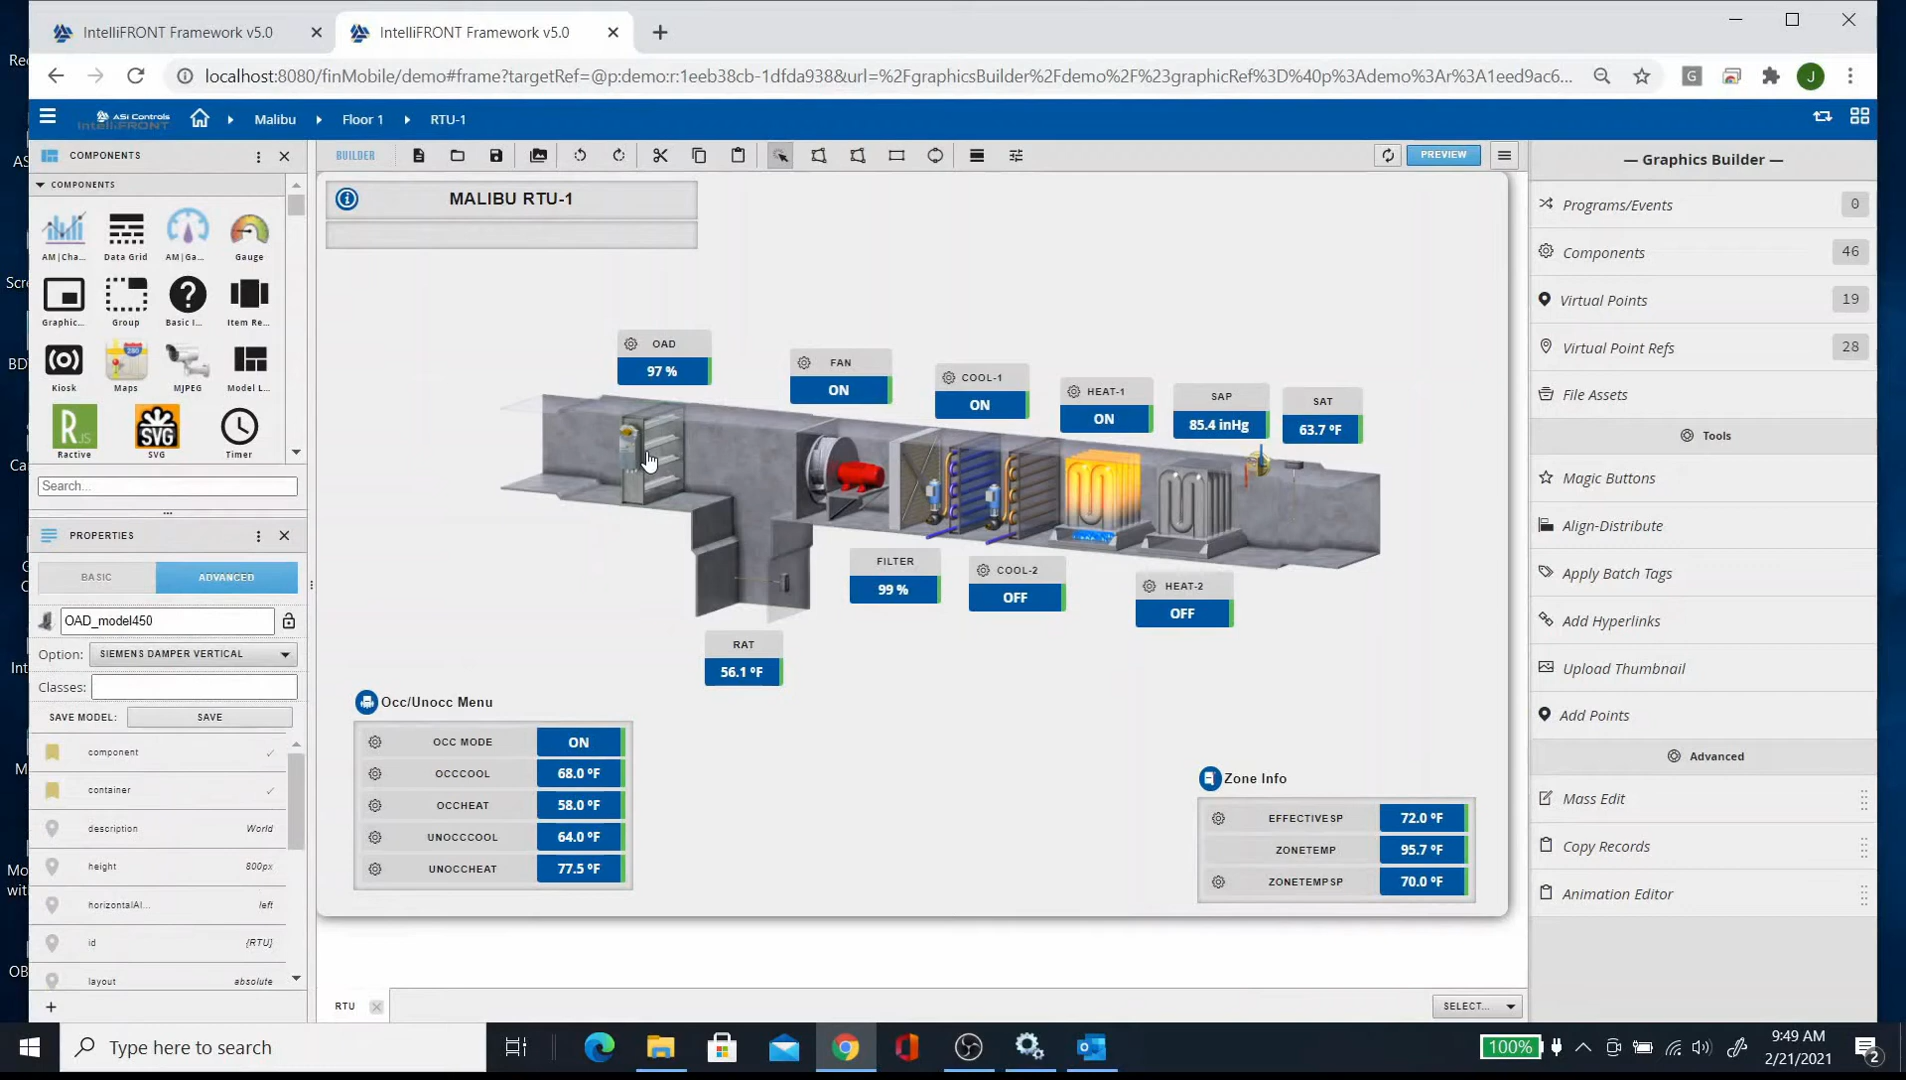 IntelliFRONT Framework v5.0
IntelliFRONT Framework v5.0
localhost:8080/finMobile/demo#frame?targetRef=@p:demo:r:1eeb38cb-1dfda938&url=%2FgraphicsBuilder%2Fdemo%2F%23graphicRef%3D%40p%3Ademo%3Ar%3A1eed9ac6...
G
J
ASI Controls
IntelliFRONT
Malibu
Floor 1
RTU-1
COMPONENTS
COMPONENTS
AM|Cha...
Data Grid
AM|Ga...
Gauge
Graphic...
Group
Basic I...
Item Re...
280
Kiosk
Maps
MJPEG
Model L...
R.JS
SVG
Ractive
SVG
Timer
Search...
PROPERTIES
BASIC
ADVANCED
OAD_model450
Option:
SIEMENS DAMPER VERTICAL
Classes:
SAVE MODEL:
SAVE
component
container
description
World
height
800px
horizontalAl...
left
id
{RTU}
layout
absolute
BUILDER
PREVIEW
MALIBU RTU-1
OAD
97 %
FAN
ON
COOL-1
ON
HEAT-1
ON
SAP
85.4 inHg
SAT
63.7 °F
FILTER
99 %
COOL-2
OFF
HEAT-2
OFF
RAT
56.1 °F
Occ/Unocc Menu
OCC MODE
ON
OCCCOOL
68.0 °F
OCCHEAT
58.0 °F
UNOCCCOOL
64.0 °F
UNOCCHEAT
77.5 °F
Zone Info
EFFECTIVESP
72.0 °F
ZONETEMP
95.7 °F
ZONETEMPSP
70.0 °F
RTU
SELECT...
— Graphics Builder —
Programs/Events
0
Components
46
Virtual Points
19
Virtual Point Refs
28
File Assets
Tools
Magic Buttons
Align-Distribute
Apply Batch Tags
Add Hyperlinks
Upload Thumbnail
Add Points
Advanced
Mass Edit
Copy Records
Animation Editor
Type here to search
100%
9:49 AM
2/21/2021
2